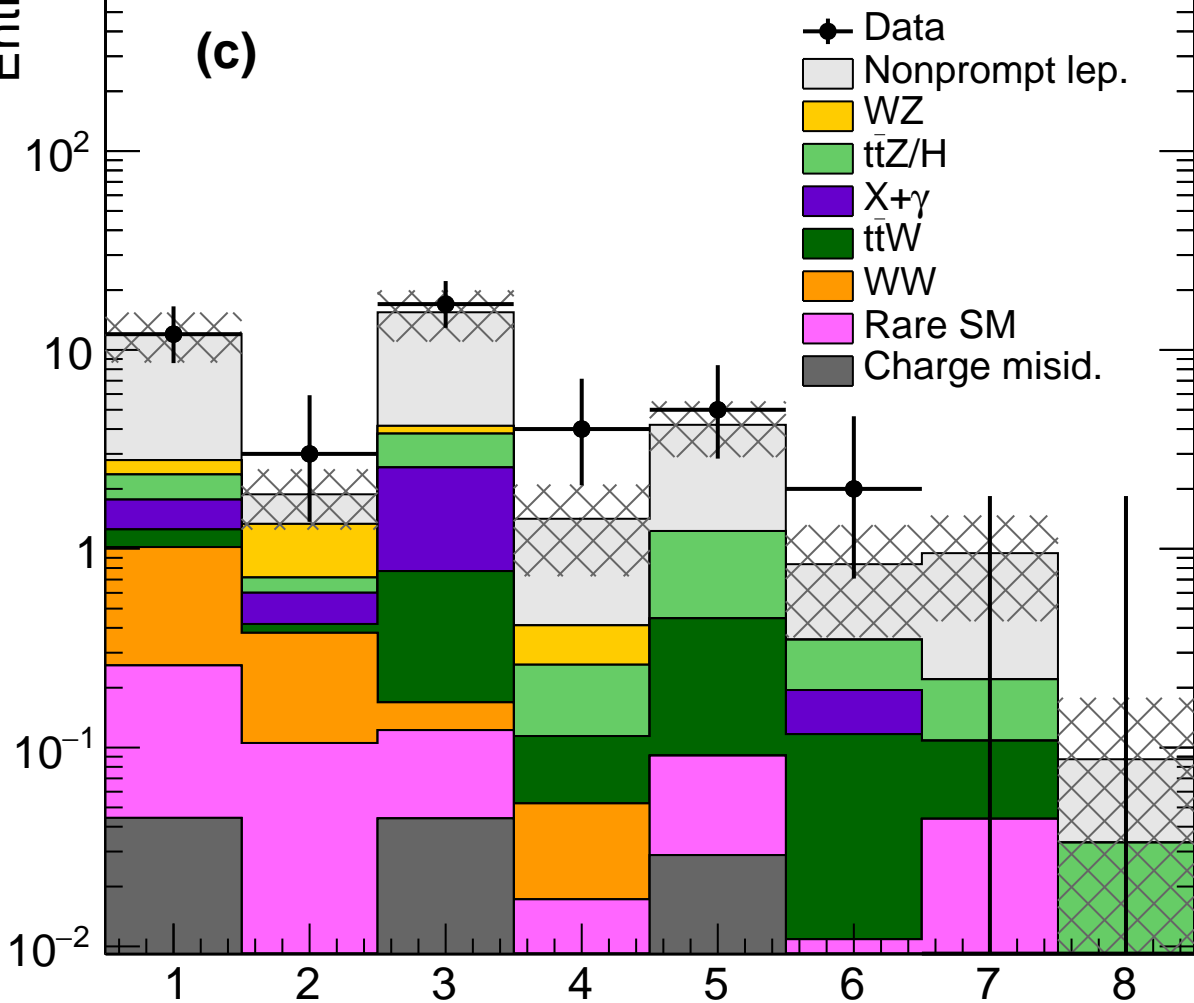 (c)
Data
Nonprompt lep.
WZ
tt̄Z/H
X+γ
tt̄W
WW
Rare SM
Charge misid.
10²
10
1
10⁻¹
10⁻²
1 2 3 4 5 6 7 8